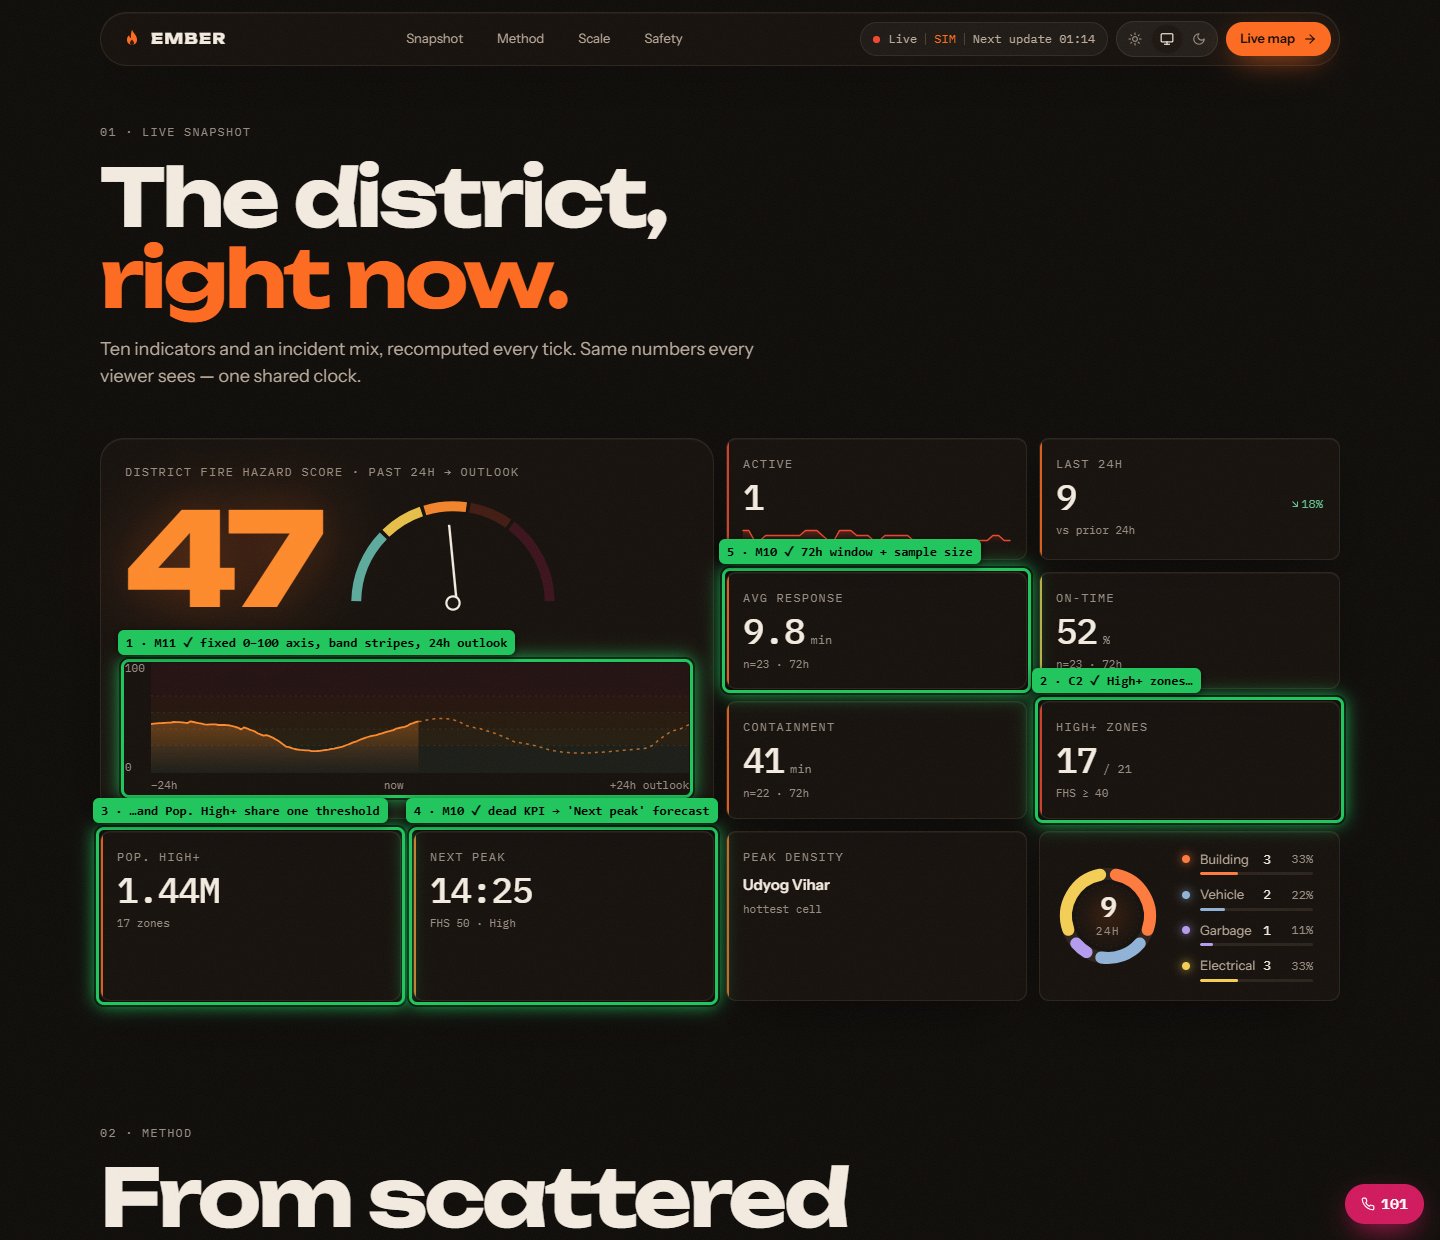 EMBER
Snapshot Method Scale Safety
Live SIM Next update 01:14
Live map →
01 · LIVE SNAPSHOT
The district,
right now.
Ten indicators and an incident mix, recomputed every tick. Same numbers every
viewer sees — one shared clock.
DISTRICT FIRE HAZARD SCORE · PAST 24H → OUTLOOK
47
1 · M11 ✓ fixed 0–100 axis, band stripes, 24h outlook
100
0
−24h now +24h outlook
ACTIVE
1
LAST 24H
9
↘18%
vs prior 24h
5 · M10 ✓ 72h window + sample size
AVG RESPONSE
9.8 min
n=23 · 72h
ON-TIME
52 %
n=23 · 72h
2 · C2 ✓ High+ zones…
CONTAINMENT
41 min
n=22 · 72h
HIGH+ ZONES
17 / 21
FHS ≥ 40
3 · …and Pop. High+ share one threshold
4 · M10 ✓ dead KPI → 'Next peak' forecast
POP. HIGH+
1.44M
17 zones
NEXT PEAK
14:25
FHS 50 · High
PEAK DENSITY
Udyog Vihar
hottest cell
9
24H
Building 3 33%
Vehicle 2 22%
Garbage 1 11%
Electrical 3 33%
02 · METHOD
From scattered
101